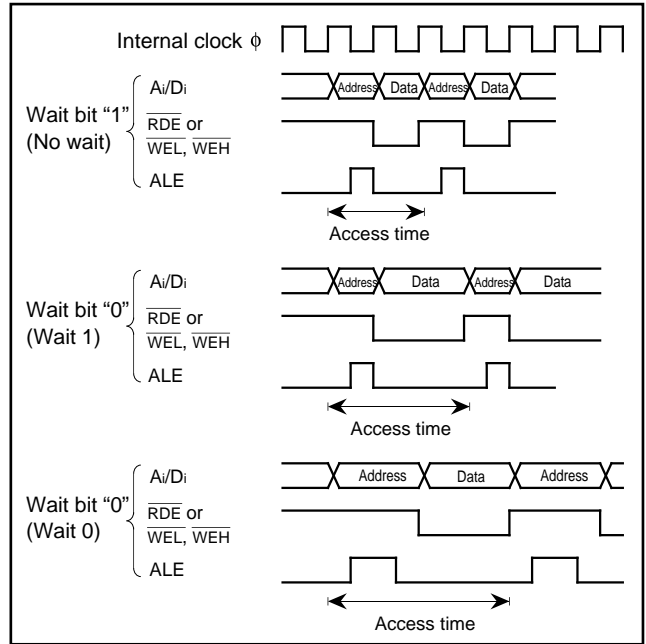 Internal clock ϕ
Ai/Di
Address Data Address Data
Wait bit “1”
(No wait)
RDE or
WEL, WEH
ALE
Access time
Ai/Di
Address Data Address Data
Wait bit “0”
(Wait 1)
RDE or
WEL, WEH
ALE
Access time
Ai/Di
Address Data Address
Wait bit “0”
(Wait 0)
RDE or
WEL, WEH
ALE
Access time